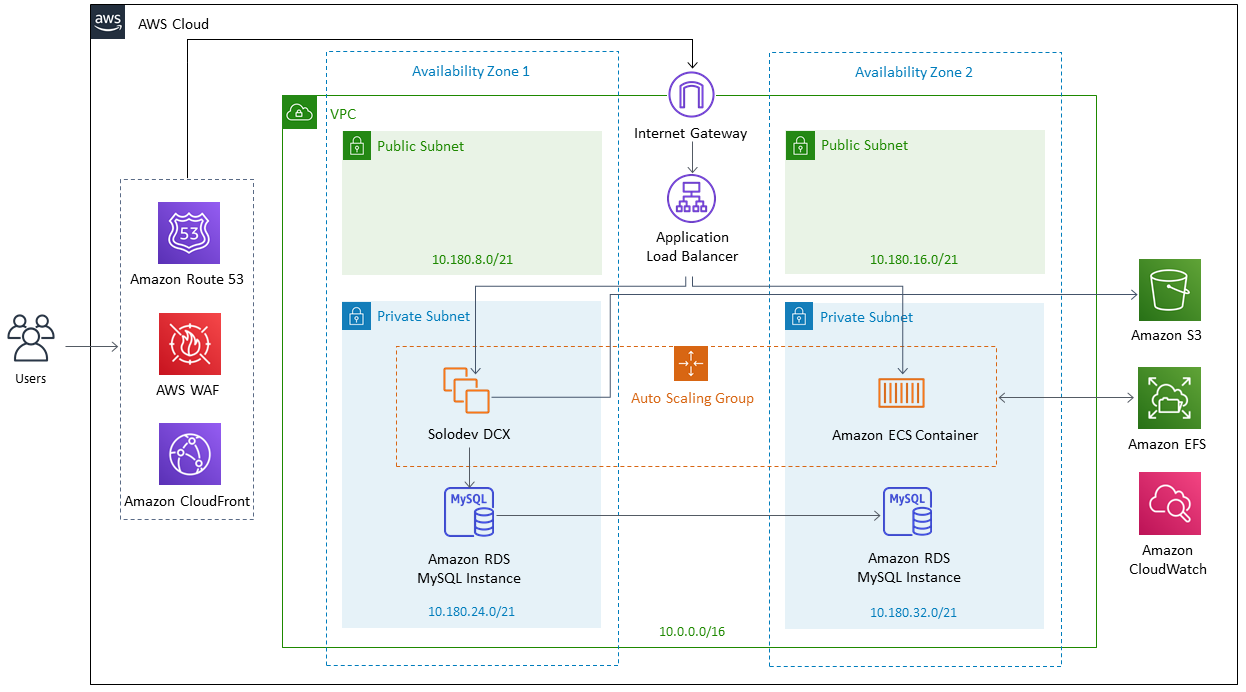 aws
AWS Cloud
Availability Zone 1
Availability Zone 2
VPC
Internet Gateway
Public Subnet
Public Subnet
Application
Load Balancer
10.180.8.0/21
10.180.16.0/21
53
Amazon Route 53
AWS WAF
Amazon CloudFront
Users
Private Subnet
Private Subnet
Auto Scaling Group
Solodev DCX
Amazon ECS Container
MySQL
Amazon RDS
MySQL Instance
MySQL
Amazon RDS
MySQL Instance
10.180.24.0/21
10.180.32.0/21
10.0.0.0/16
Amazon S3
Amazon EFS
Amazon
CloudWatch